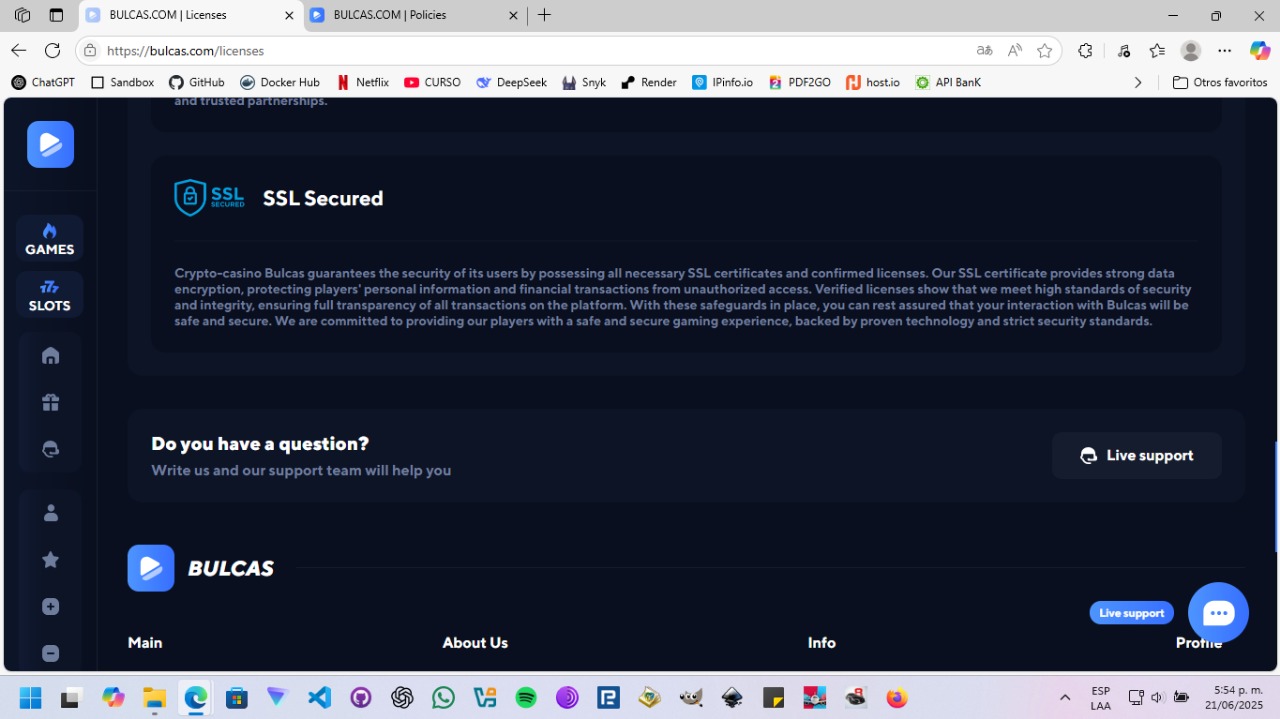 BULCAS.COM | Licenses
BULCAS.COM | Policies
https://bulcas.com/licenses
ChatGPT
Sandbox
GitHub
Docker Hub
Netflix
CURSO
DeepSeek
Snyk
Render
IPinfo.io
PDF2GO
host.io
API BanK
Otros favoritos
and trusted partnerships.
GAMES
SLOTS
SSL
SECURED
SSL Secured
Crypto-casino Bulcas guarantees the security of its users by possessing all necessary SSL certificates and confirmed licenses. Our SSL certificate provides strong data
encryption, protecting players' personal information and financial transactions from unauthorized access. Verified licenses show that we meet high standards of security
and integrity, ensuring full transparency of all transactions on the platform. With these safeguards in place, you can rest assured that your interaction with Bulcas will be
safe and secure. We are committed to providing our players with a safe and secure gaming experience, backed by proven technology and strict security standards.
Do you have a question?
Write us and our support team will help you
Live support
BULCAS
Live support
Main
About Us
Info
Profile
ESP
LAA
5:54 p. m.
21/06/2025